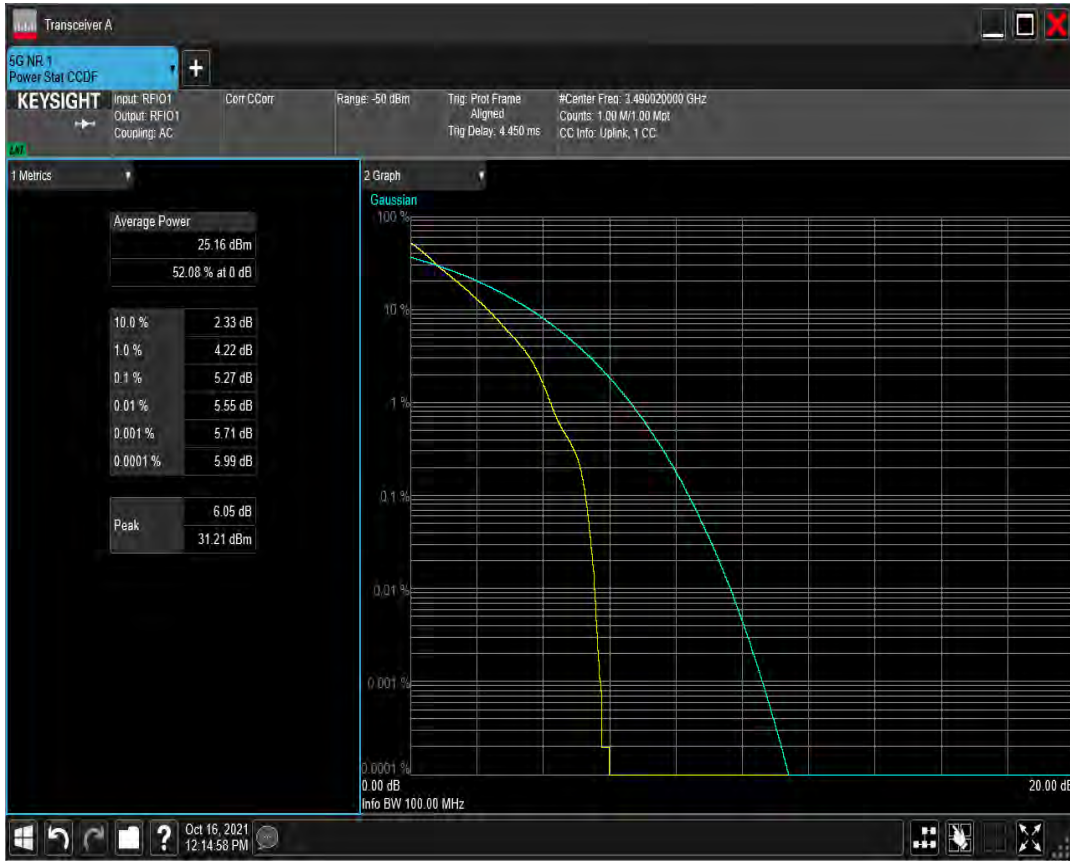 Transceiver A
5G NR 1
Power Stat CCDF
+
KEYSIGHT
Input: RFIO1
Output: RFIO1
Coupling: AC
Corr CCorr
Range: -50 dBm
Trig: Prot Frame
Aligned
Trig Delay: 4.450 ms
#Center Freq: 3.490020000 GHz
Counts: 1.00 M/1.00 Mpt
CC Info: Uplink, 1 CC
1 Metrics
Average Power
25.16 dBm
52.08 % at 0 dB
10.0 % 2.33 dB
1.0 % 4.22 dB
0.1 % 5.27 dB
0.01 % 5.55 dB
0.001 % 5.71 dB
0.0001 % 5.99 dB
Peak
6.05 dB
31.21 dBm
2 Graph
Gaussian
100 %
10 %
1 %
0.1 %
0.01 %
0.001 %
0.0001 %
0.00 dB
20.00 dB
Info BW 100.00 MHz
?
Oct 16, 2021
12:14:58 PM